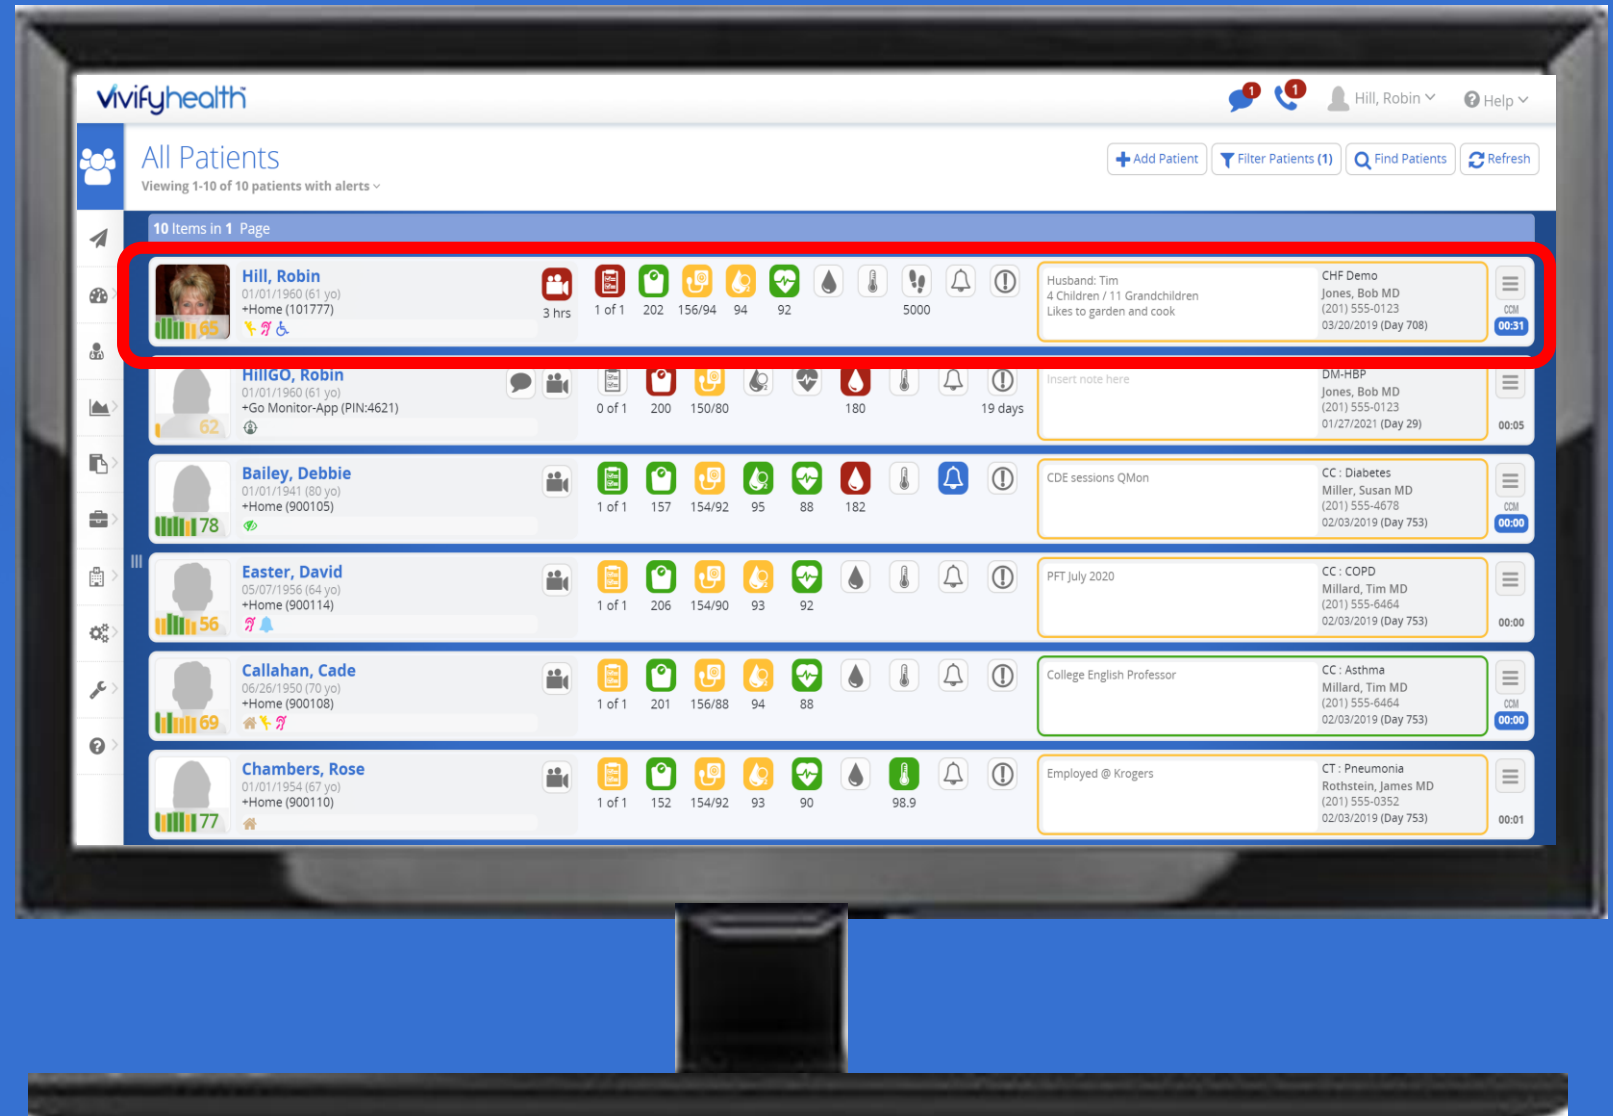 vivifyhealth
1 1 Hill, Robin Help
All Patients
Viewing 1-10 of 10 patients with alerts
Add Patient Filter Patients (1) Find Patients Refresh
10 Items in 1 Page
Hill, Robin
01/01/1960 (61 yo)
+Home (101777)
65
3 hrs 1 of 1 202 156/94 94 92 5000
Husband: Tim
4 Children / 11 Grandchildren
Likes to garden and cook
CHF Demo
Jones, Bob MD
(201) 555-0123
03/20/2019 (Day 708)
CCM
00:31
HillGO, Robin
01/01/1960 (61 yo)
+Go Monitor-App (PIN:4621)
62
0 of 1 200 150/80 180 19 days
Insert note here
DM-HBP
Jones, Bob MD
(201) 555-0123
01/27/2021 (Day 29)
00:05
Bailey, Debbie
01/01/1941 (80 yo)
+Home (900105)
78
1 of 1 157 154/92 95 88 182
CDE sessions QMon
CC : Diabetes
Miller, Susan MD
(201) 555-4678
02/03/2019 (Day 753)
CCM
00:00
Easter, David
05/07/1956 (64 yo)
+Home (900114)
56
1 of 1 206 154/90 93 92
PFT July 2020
CC : COPD
Millard, Tim MD
(201) 555-6464
02/03/2019 (Day 753)
00:00
Callahan, Cade
06/26/1950 (70 yo)
+Home (900108)
69
1 of 1 201 156/88 94 88
College English Professor
CC : Asthma
Millard, Tim MD
(201) 555-6464
02/03/2019 (Day 753)
CCM
00:00
Chambers, Rose
01/01/1954 (67 yo)
+Home (900110)
77
1 of 1 152 154/92 93 90 98.9
Employed @ Krogers
CT : Pneumonia
Rothstein, James MD
(201) 555-0352
02/03/2019 (Day 753)
00:01